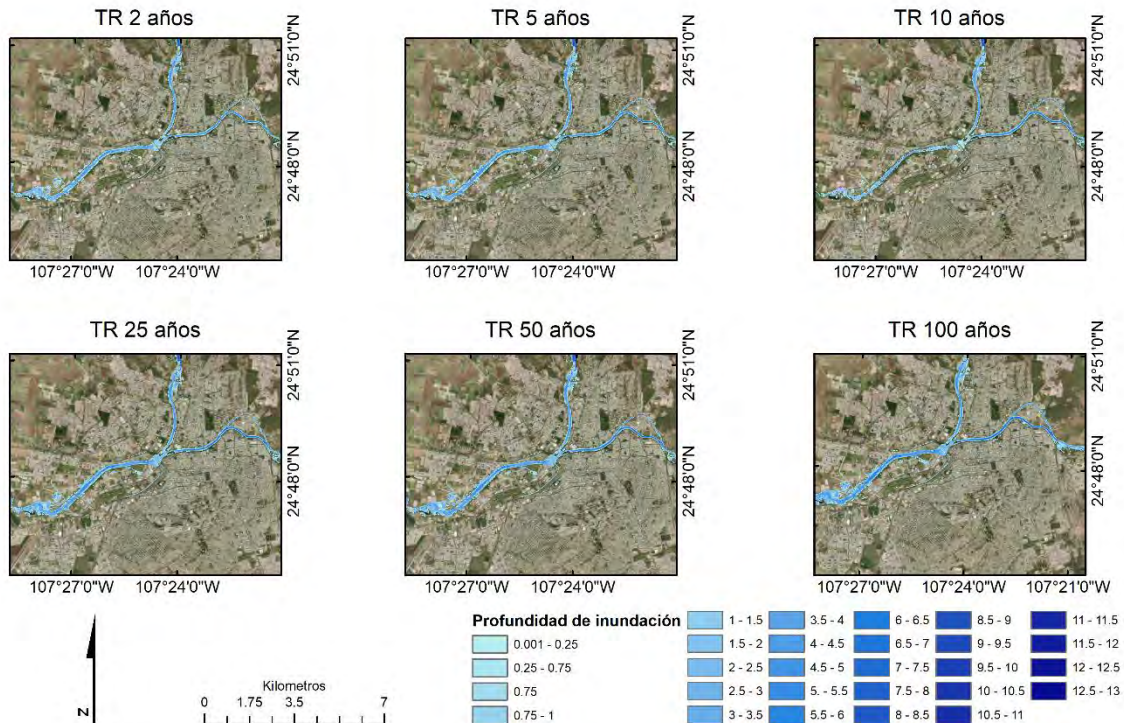 TR 2 años
TR 5 años
TR 10 años
24°51'0"N
24°48'0"N
24°51'0"N
24°48'0"N
24°51'0"N
24°48'0"N
107°27'0"W 107°24'0"W
107°27'0"W 107°24'0"W
107°27'0"W 107°24'0"W
TR 25 años
TR 50 años
TR 100 años
24°51'0"N
24°48'0"N
24°51'0"N
24°48'0"N
24°51'0"N
24°48'0"N
107°27'0"W 107°24'0"W
107°27'0"W 107°24'0"W
107°27'0"W 107°24'0"W 107°21'0"W
N
Kilometros
0 1.75 3.5 7
Profundidad de inundación
0.001 - 0.25
0.25 - 0.75
0.75
0.75 - 1
1 - 1.5
1.5 - 2
2 - 2.5
2.5 - 3
3 - 3.5
3.5 - 4
4 - 4.5
4.5 - 5
5.- 5.5
5.5 - 6
6 - 6.5
6.5 - 7
7 - 7.5
7.5 - 8
8 - 8.5
8.5 - 9
9 - 9.5
9.5 - 10
10 - 10.5
10.5 - 11
11 - 11.5
11.5 - 12
12 - 12.5
12.5 - 13